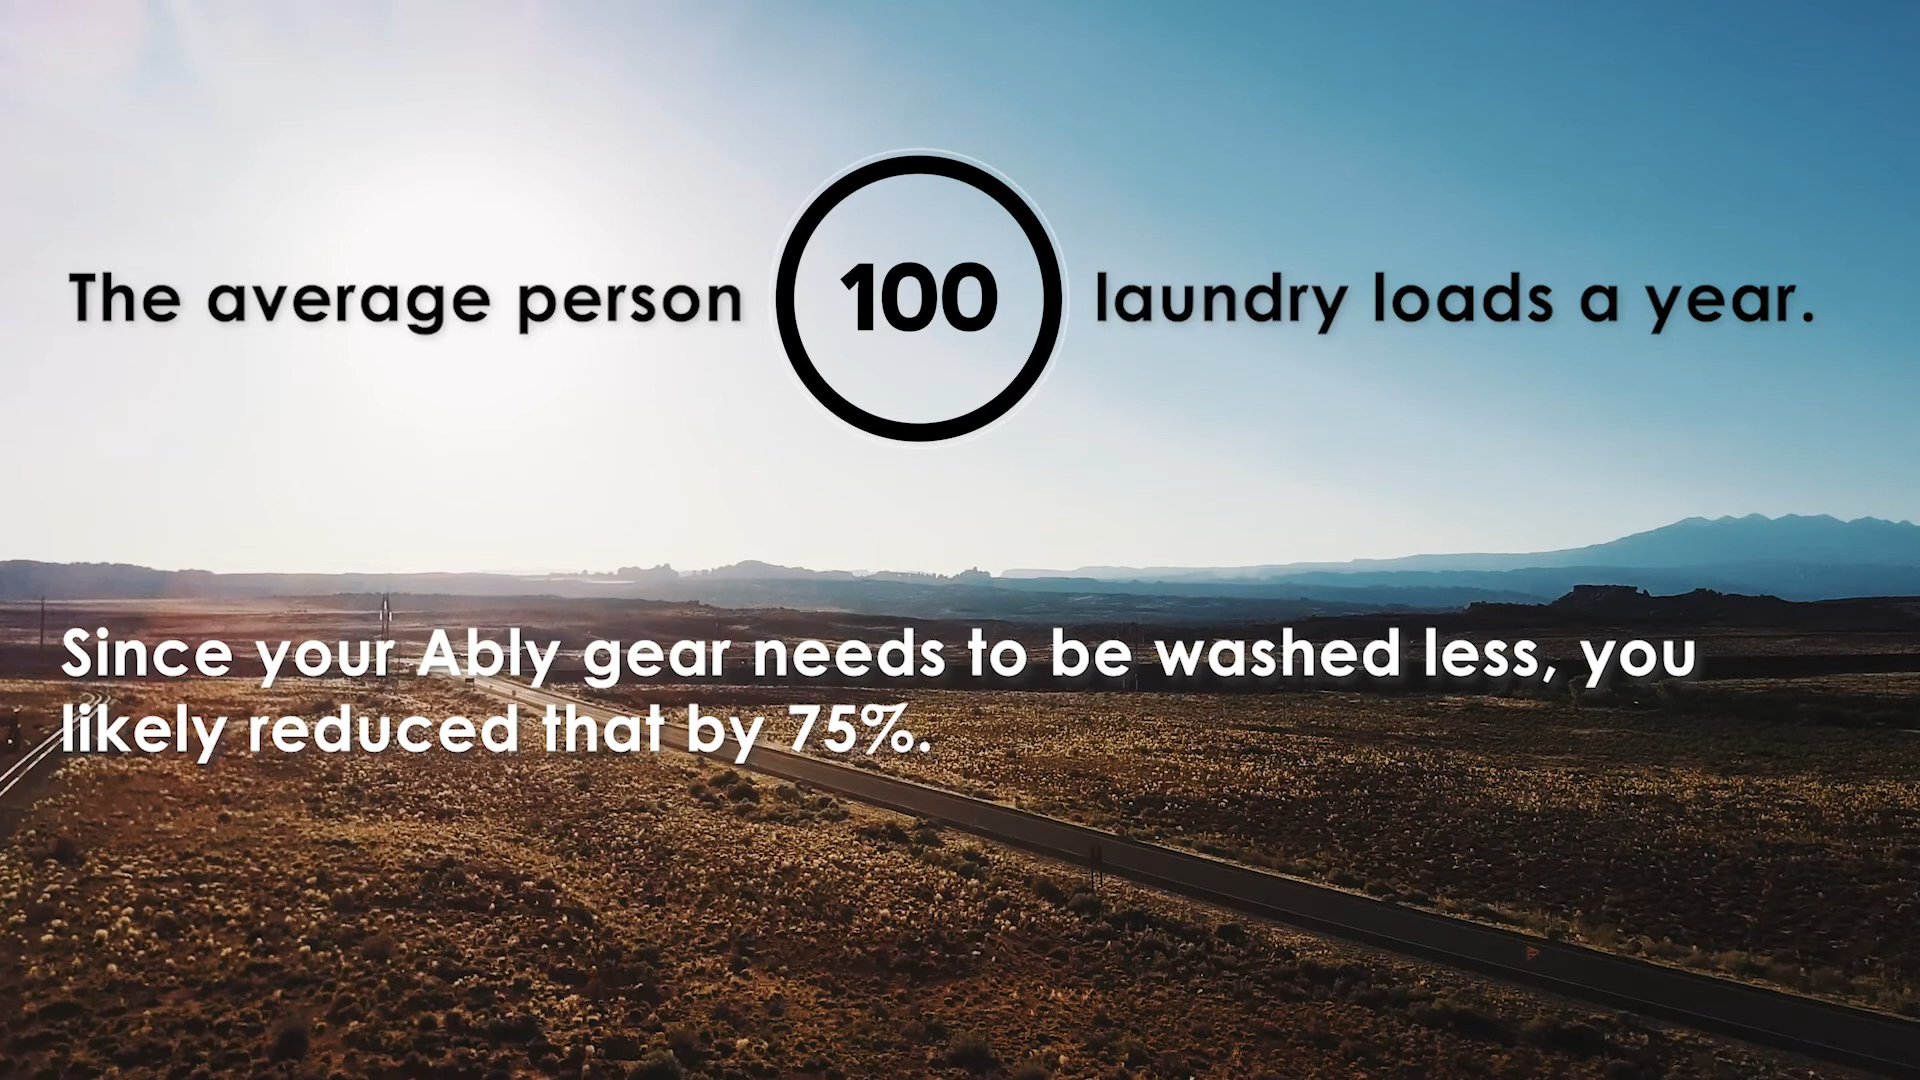 The average person 100 laundry loads a year.
Since your Ably gear needs to be washed less, you
likely reduced that by 75%.